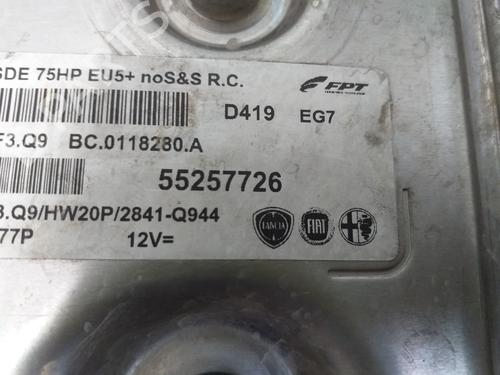 SDE 75HP EU5+ noS&S R.C.
FPT
D419 EG7
F3.Q9 BC.0118280.A
55257726
3.Q9/HW20P/2841-Q944
77P 12V=
LANCIA FIAT